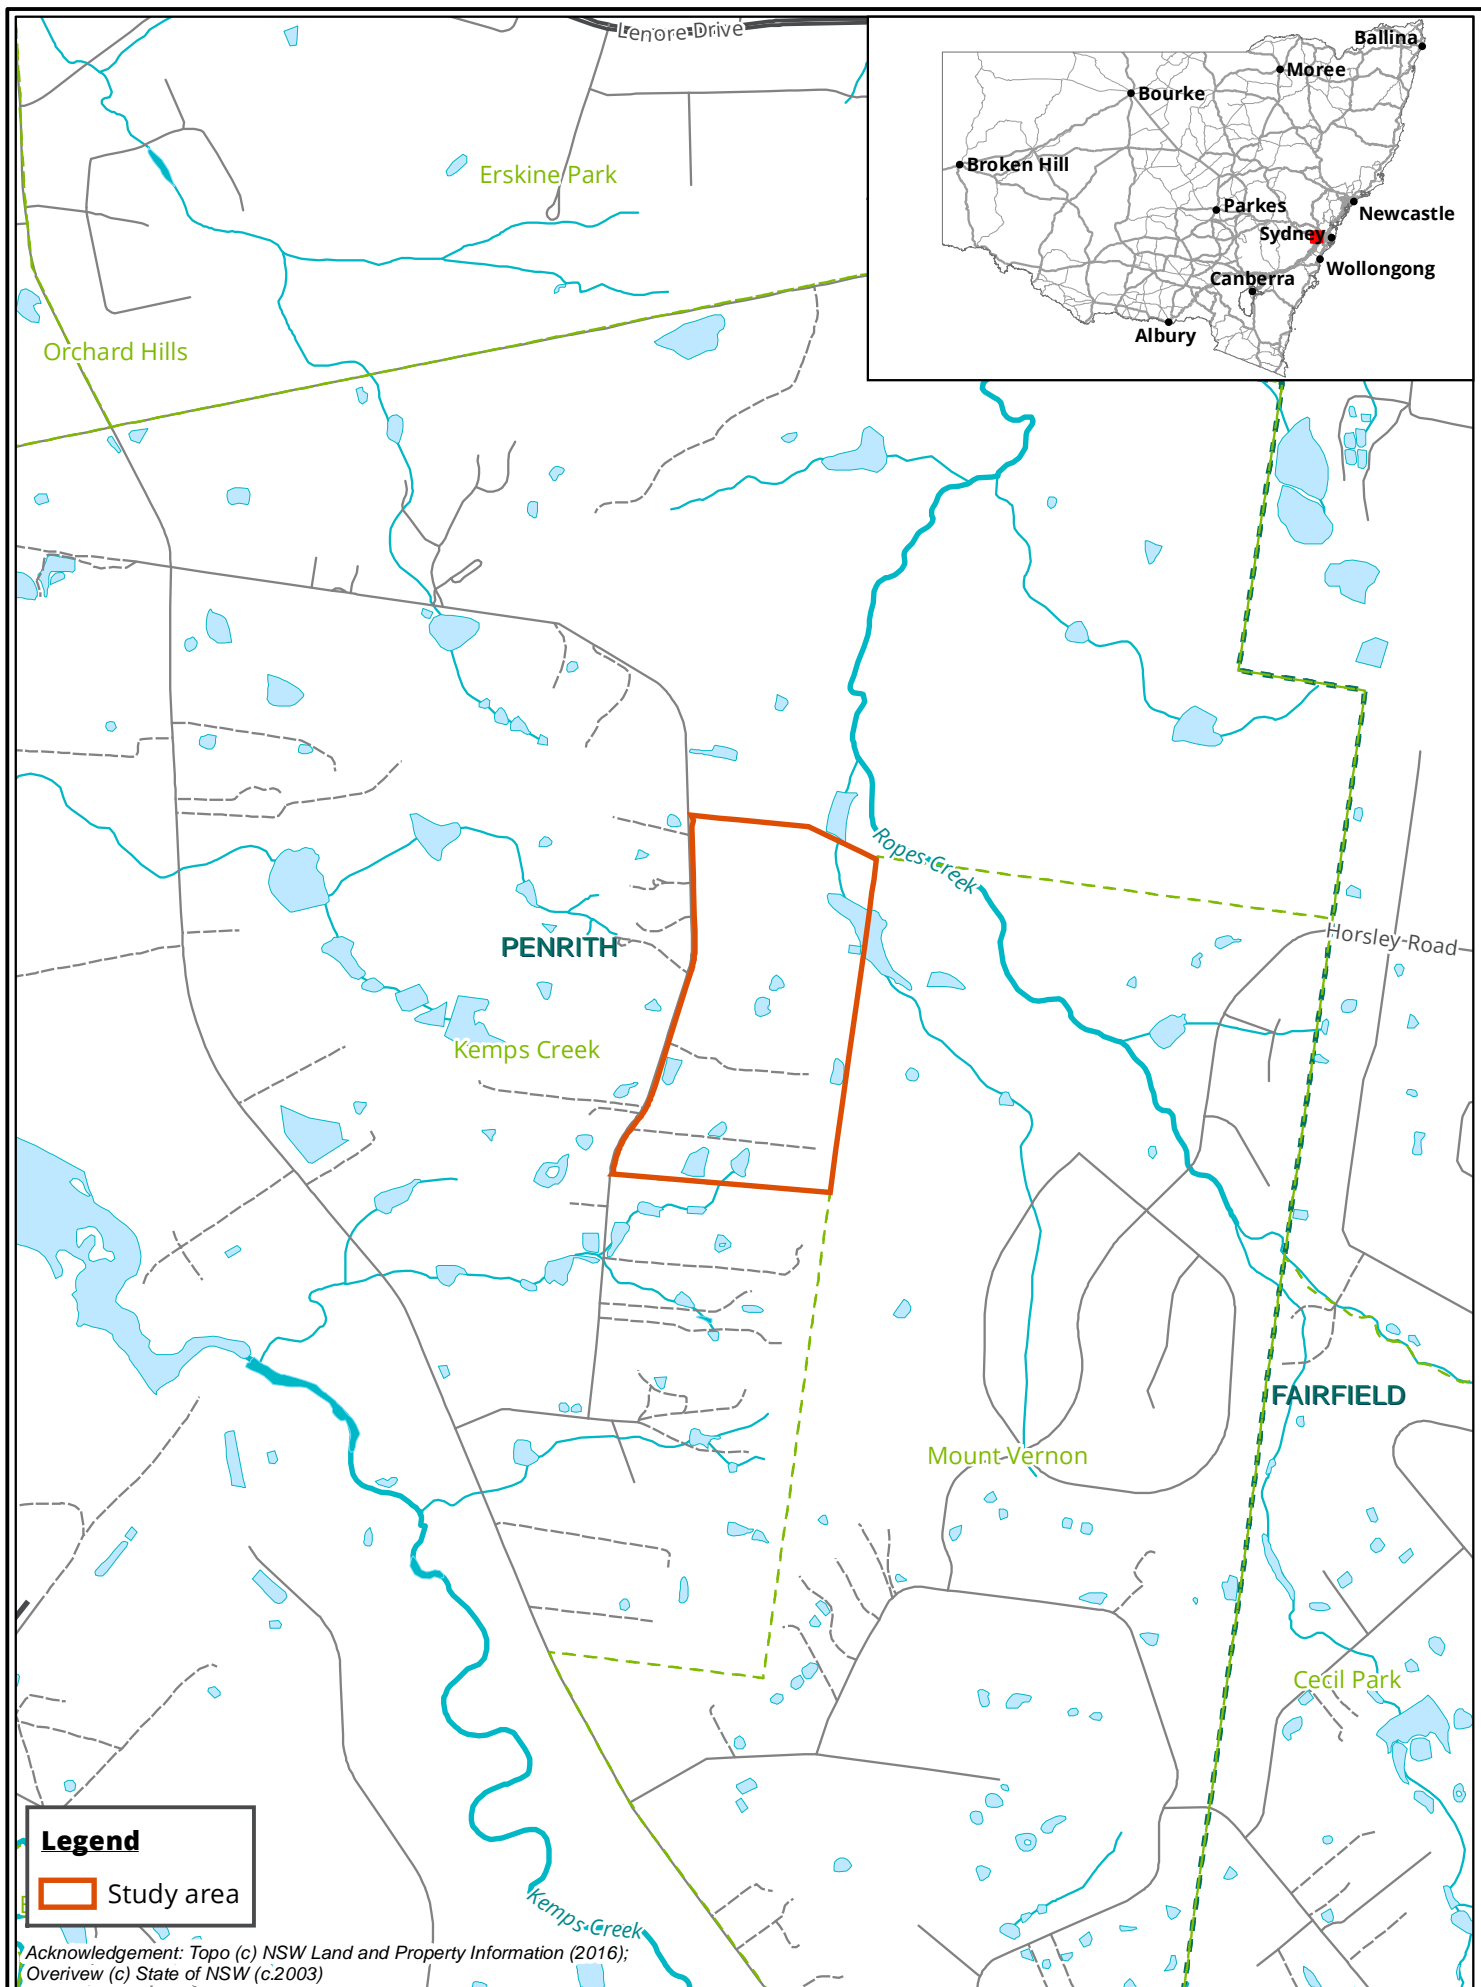 Lenore Drive
Ballina
Moree
Bourke
Broken Hill
Parkes
Newcastle
Sydney
Wollongong
Canberra
Albury
Erskine Park
Orchard Hills
Ropes Creek
PENRITH
Horsley Road
Kemps Creek
FAIRFIELD
Mount Vernon
Cecil Park
Legend
Study area
Kemps Creek
Acknowledgement: Topo (c) NSW Land and Property Information (2016);
Overivew (c) State of NSW (c.2003)